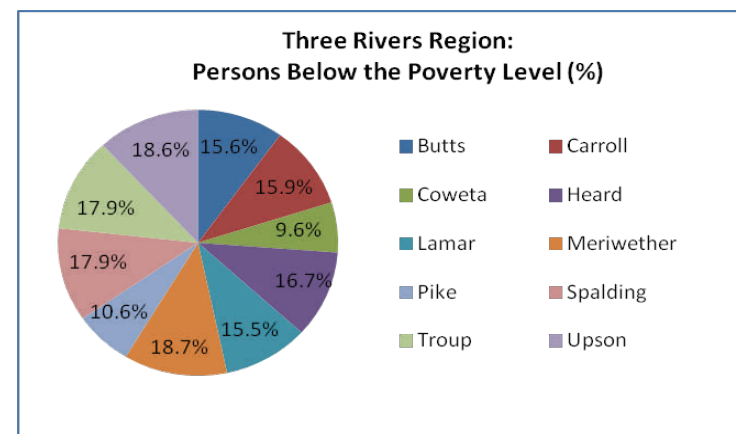 Three Rivers Region:
Persons Below the Poverty Level (%)
18.6% 15.6%
15.9%
17.9%
9.6%
17.9%
16.7%
10.6%
15.5%
18.7%
Butts Carroll
Coweta Heard
Lamar Meriwether
Pike Spalding
Troup Upson